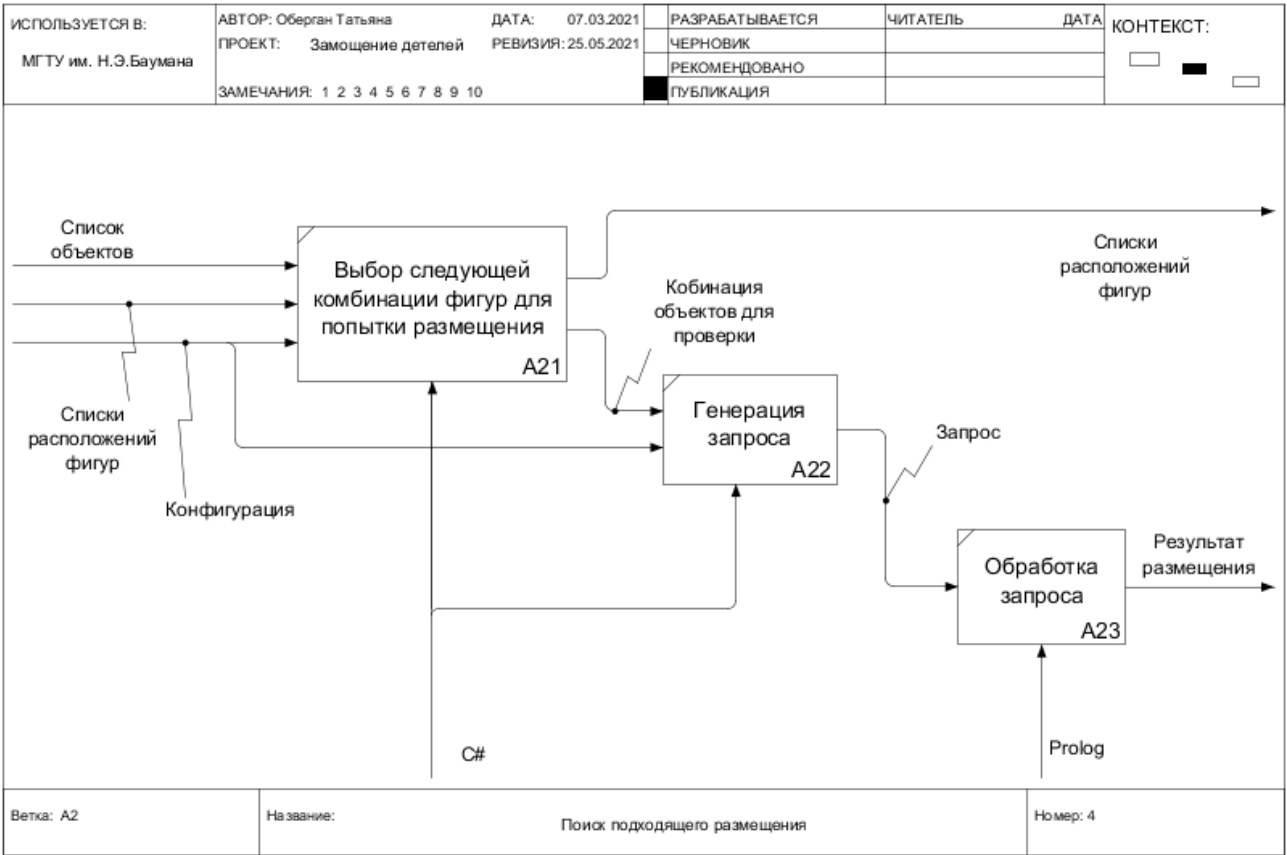 ИСПОЛЬЗУЕТСЯ В:
МГТУ им. Н.Э.Баумана
АВТОР: Оберган Татьяна
ДАТА: 07.03.2021
ПРОЕКТ: Замощение детелей
РЕВИЗИЯ: 25.05.2021
ЗАМЕЧАНИЯ: 1 2 3 4 5 6 7 8 9 10
РАЗРАБАТЫВАЕТСЯ
ЧЕРНОВИК
РЕКОМЕНДОВАНО
ПУБЛИКАЦИЯ
ЧИТАТЕЛЬ
ДАТА
КОНТЕКСТ:
Список
объектов
Выбор следующей
комбинации фигур для
попытки размещения
A21
Списки
расположений
фигур
Кобинация
объектов для
проверки
Списки
расположений
фигур
Конфигурация
Генерация
запроса
A22
Запрос
Обработка
запроса
A23
Результат
размещения
C#
Prolog
Ветка: A2
Название:
Поиск подходящего размещения
Номер: 4